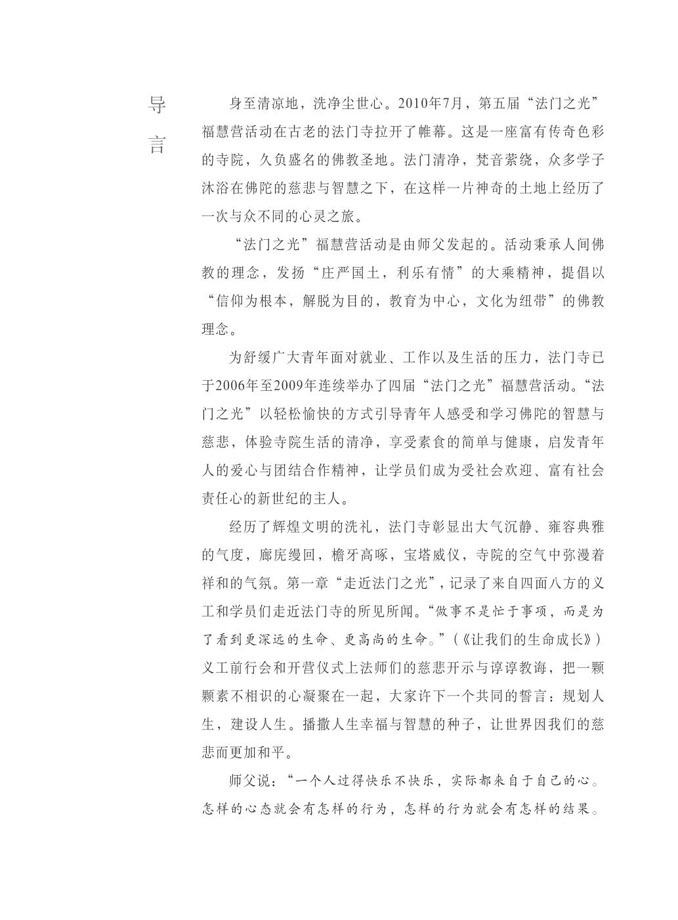 导言
身至清凉地，洗净尘世心。2010年7月，第五届“法门之光”
福慧营活动在古老的法门寺拉开了帷幕。这是一座富有传奇色彩
的寺院，久负盛名的佛教圣地。法门清净，梵音萦绕，众多学子
沐浴在佛陀的慈悲与智慧之下，在这样一片神奇的土地上经历了
一次与众不同的心灵之旅。
“法门之光”福慧营活动是由师父发起的。活动秉承人间佛
教的理念，发扬“庄严国土，利乐有情”的大乘精神，提倡以
“信仰为根本，解脱为目的，教育为中心，文化为纽带”的佛教
理念。
为舒缓广大青年面对就业、工作以及生活的压力，法门寺已
于2006年至2009年连续举办了四届“法门之光”福慧营活动。“法
门之光”以轻松愉快的方式引导青年人感受和学习佛陀的智慧与
慈悲，体验寺院生活的清净，享受素食的简单与健康，启发青年
人的爱心与团结合作精神，让学员们成为受社会欢迎、富有社会
责任心的新世纪的主人。
经历了辉煌文明的洗礼，法门寺彰显出大气沉静、雍容典雅
的气度，廊庑缦回，檐牙高啄，宝塔威仪，寺院的空气中弥漫着
祥和的气氛。第一章“走近法门之光”，记录了来自四面八方的义
工和学员们走近法门寺的所见所闻。“做事不是忙于事项，而是为
了看到更深远的生命、更高尚的生命。”（《让我们的生命成长》）
义工前行会和开营仪式上法师们的慈悲开示与谆谆教诲，把一颗
颗素不相识的心凝聚在一起，大家许下一个共同的誓言：规划人
生，建设人生。播撒人生幸福与智慧的种子，让世界因我们的慈
悲而更加和平。
师父说：“一个人过得快乐不快乐，实际都来自于自己的心。
怎样的心态就会有怎样的行为，怎样的行为就会有怎样的结果。